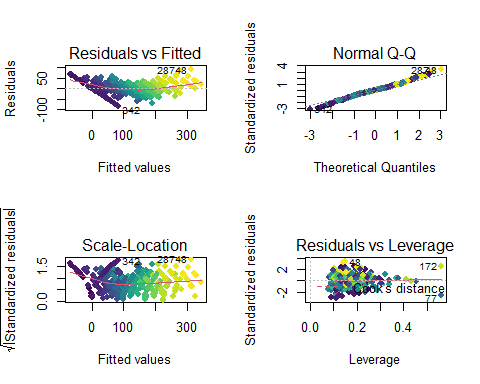 Residuals vs Fitted
Residuals
-100
50
28748
342
0
100
300
Fitted values
Normal Q-Q
Standardized residuals
-3
2
4
342
-3
-2
-1
0
1
2
3
Theoretical Quantiles
Scale-Location
√|Standardized residuals|
0.0
1.5
342
28748
0
100
300
Fitted values
Residuals vs Leverage
Standardized residuals
-2
2
48
172
Cook's distance
77
0.0
0.2
0.4
Leverage